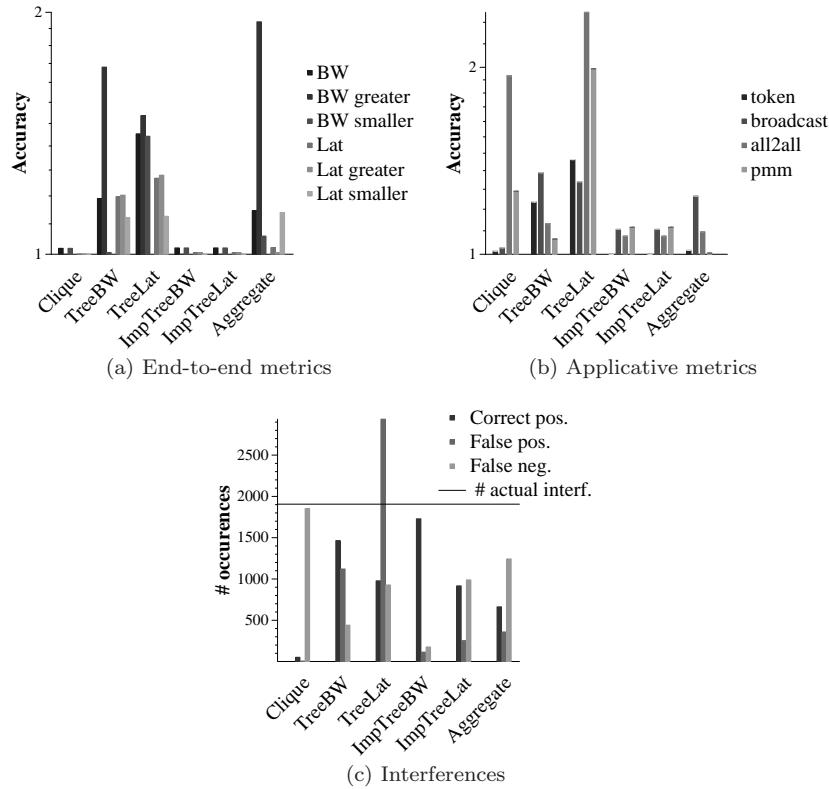 2
1
Accuracy
BW
BW greater
BW smaller
Lat
Lat greater
Lat smaller
Clique
TreeBW
TreeLat
ImpTreeBW
ImpTreeLat
Aggregate
(a) End-to-end metrics
2
1
Accuracy
token
broadcast
all2all
pmm
Clique
TreeBW
TreeLat
ImpTreeBW
ImpTreeLat
Aggregate
(b) Applicative metrics
Correct pos.
False pos.
False neg.
# actual interf.
2500
2000
1500
1000
500
# occurences
Clique
TreeBW
TreeLat
ImpTreeBW
ImpTreeLat
Aggregate
(c) Interferences